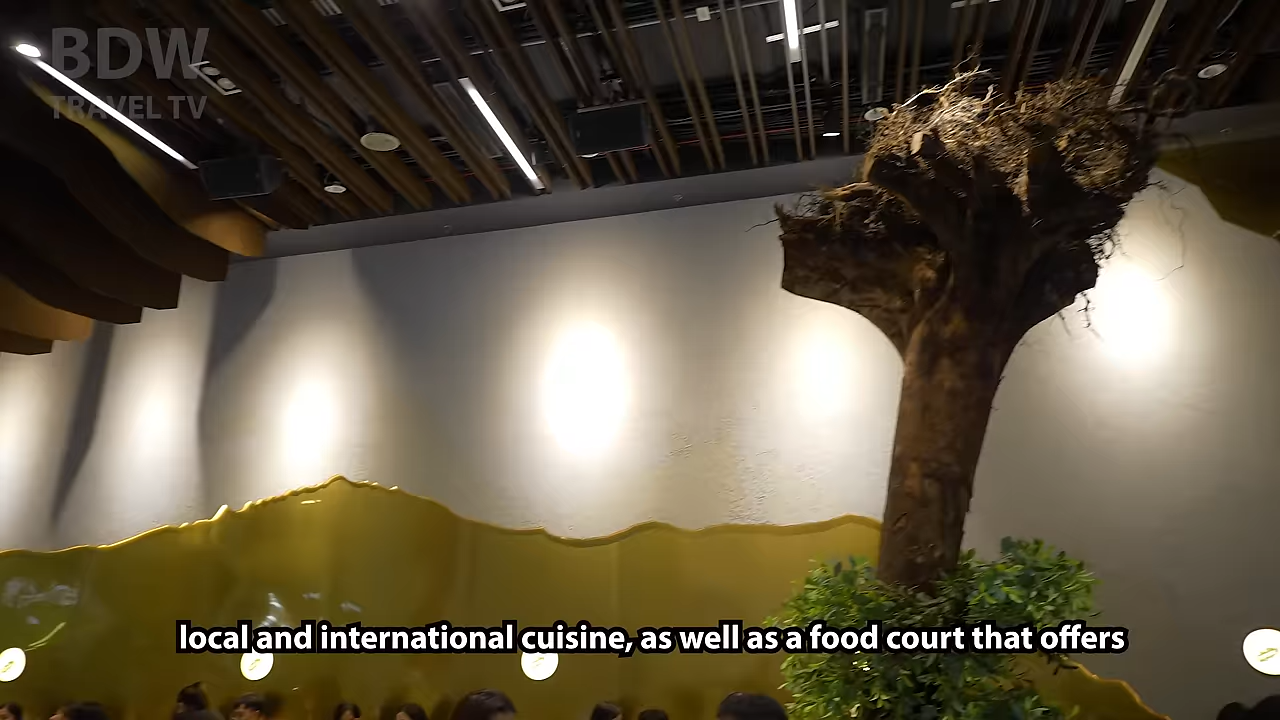 BDW
TRAVEL TV
local and international cuisine, as well as a food court that offers